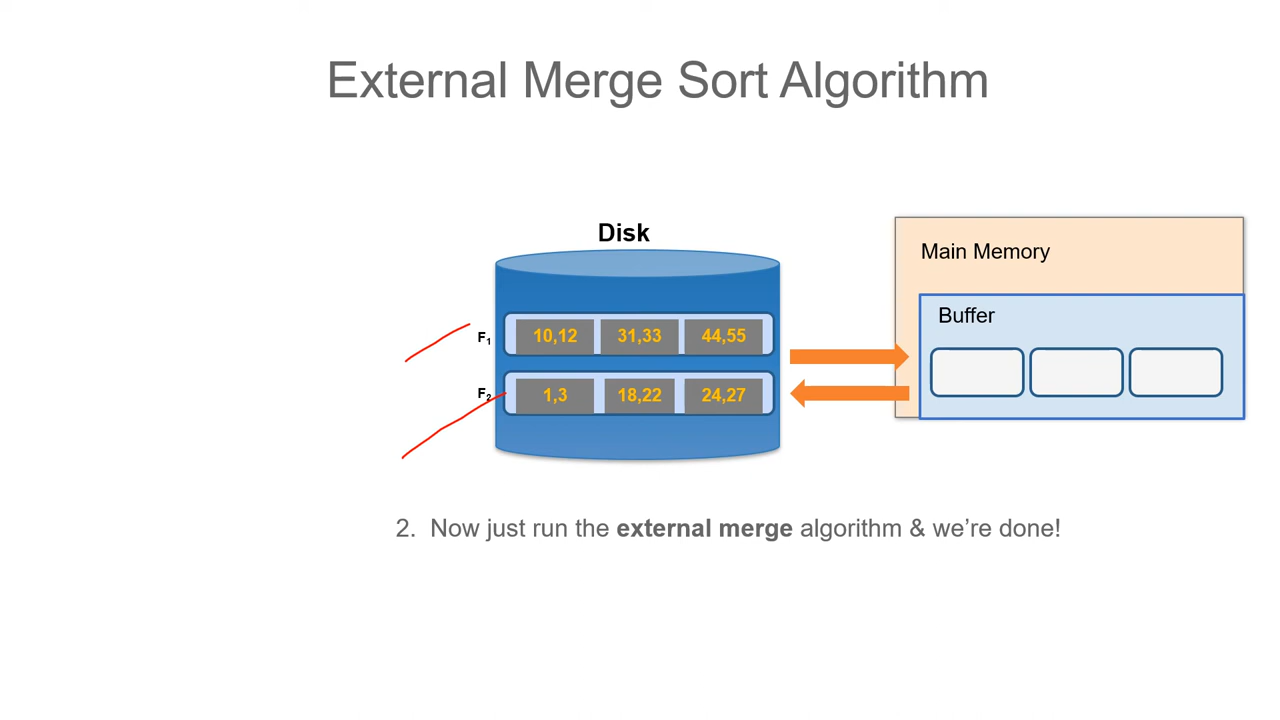 External Merge Sort Algorithm
Disk
Main Memory
Buffer
F1 10,12 31,33 44,55
F2 1,3 18,22 24,27
2. Now just run the external merge algorithm & we’re done!